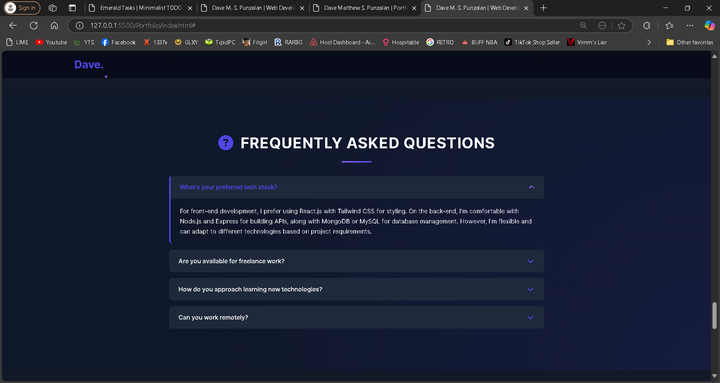 Sign in
Emerald Tasks | Minimalist TODO
Dave M. S. Punzalan | Web Develo
Dave Matthew S. Punzalan | Portf
Dave M. S. Punzalan | Web Develo
127.0.0.1:5500/Portfolio/index.html#
LIME
Youtube
YTS
Facebook
1337x
GLXY
TipidPC
Fitgirl
RARBG
Host Dashboard - Ai...
Hospitable
RETRO
BUFF NBA
TikTok Shop Seller
Vimm's Lair
Other favorites
Dave.
? FREQUENTLY ASKED QUESTIONS
What's your preferred tech stack?
For front-end development, I prefer using React.js with Tailwind CSS for styling. On the back-end, I'm comfortable with
Node.js and Express for building APIs, along with MongoDB or MySQL for database management. However, I'm flexible and
can adapt to different technologies based on project requirements.
Are you available for freelance work?
How do you approach learning new technologies?
Can you work remotely?